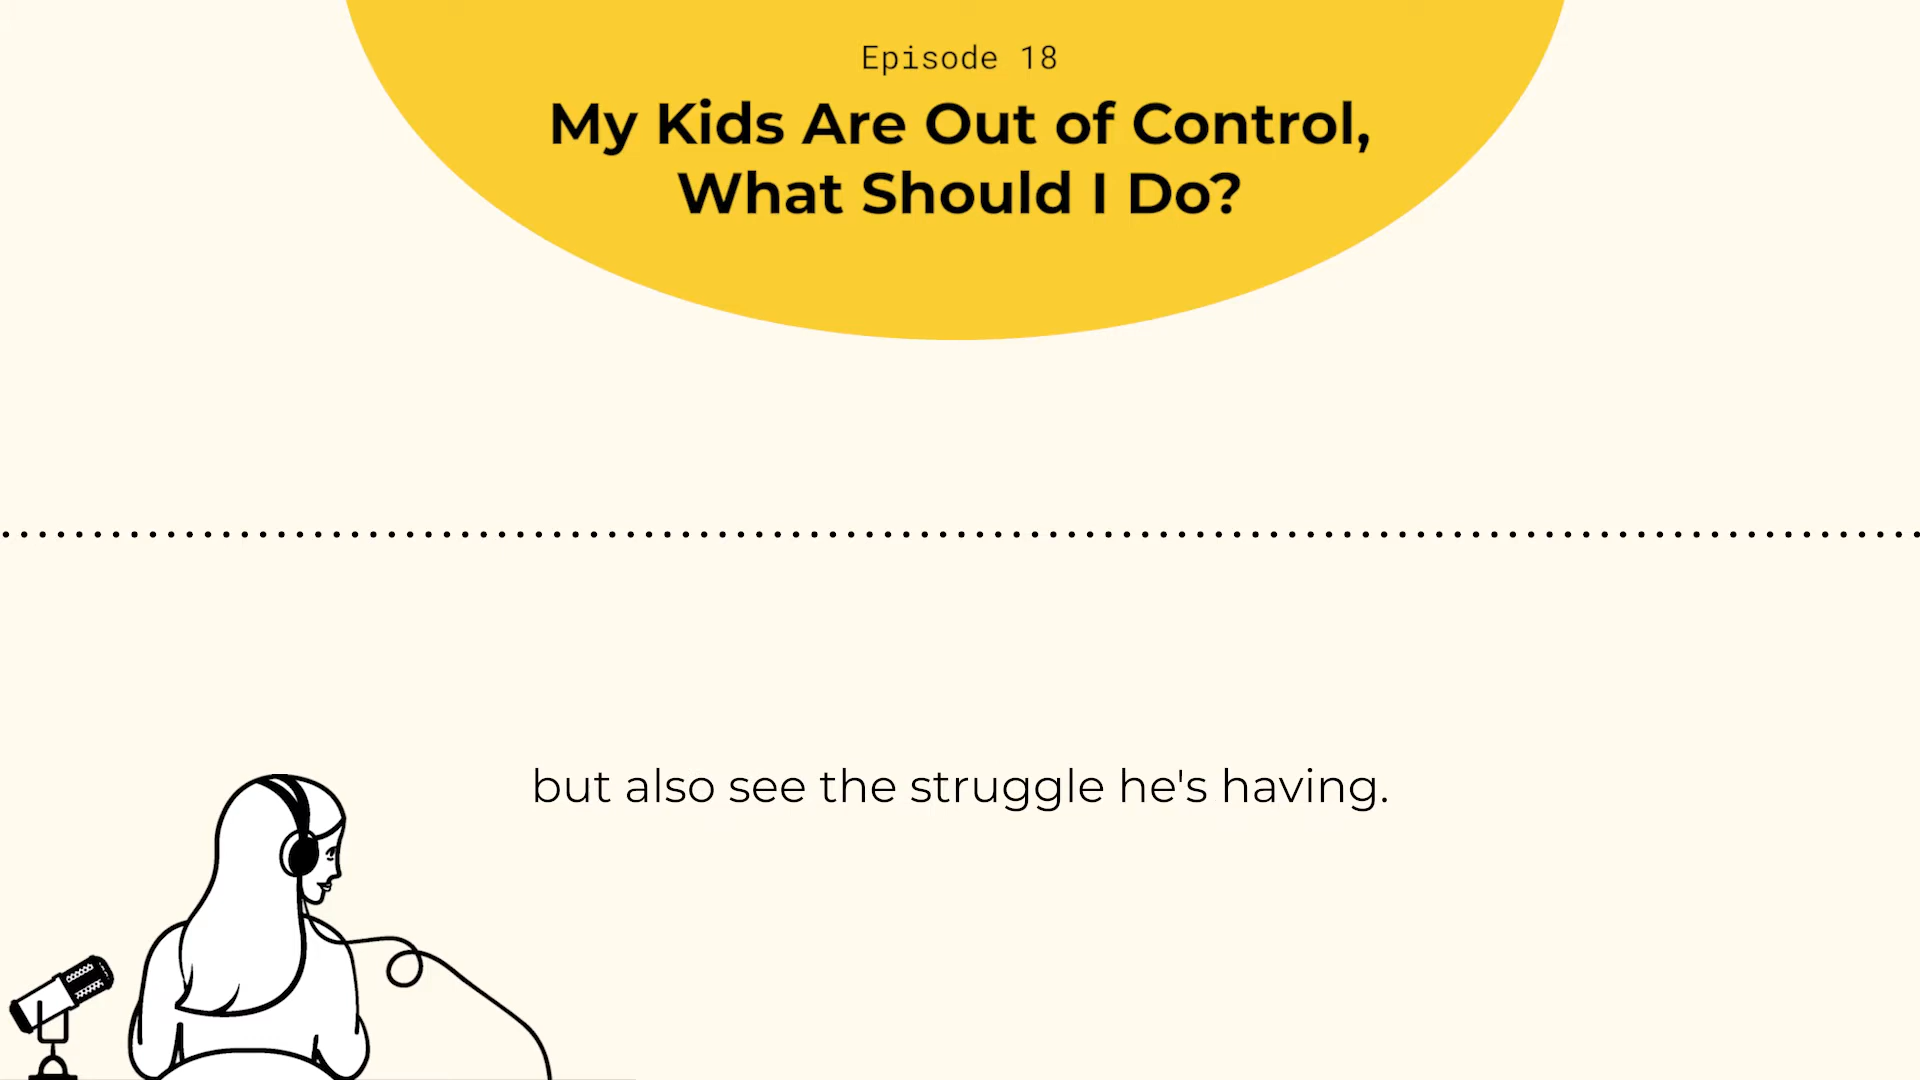 Episode 18
My Kids Are Out of Control,
What Should I Do?
but also see the struggle he's having.